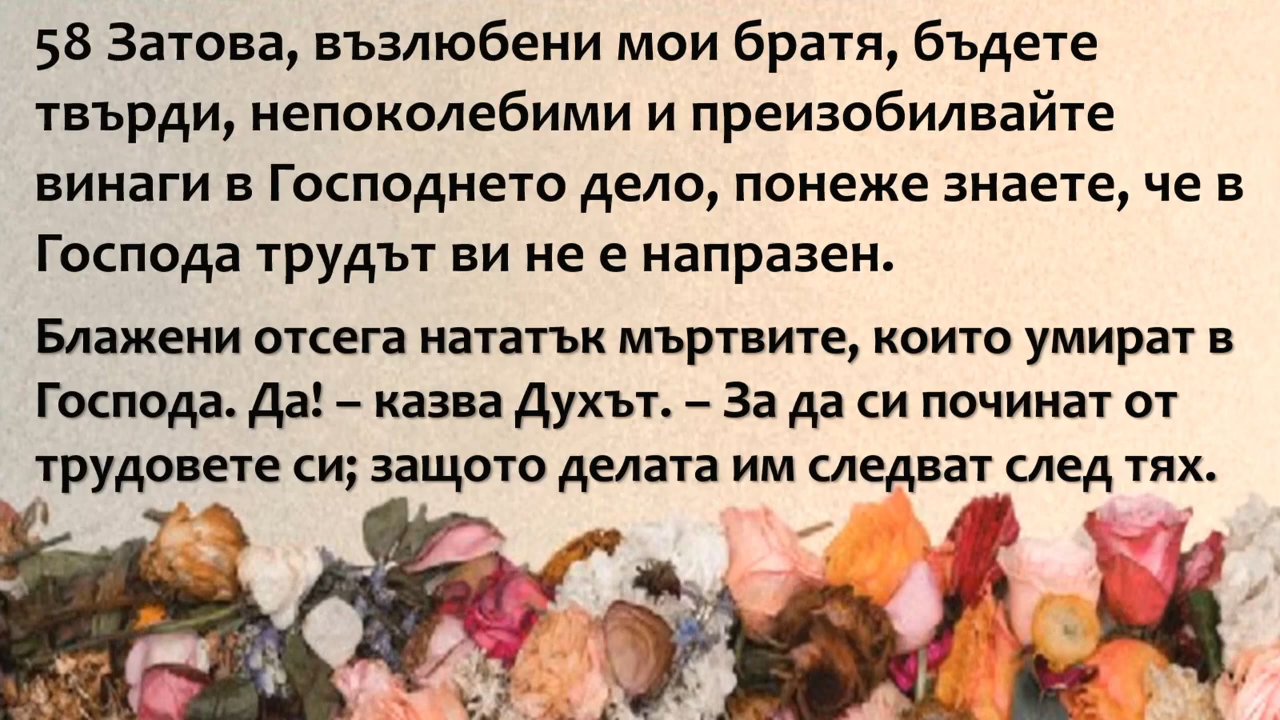 58 Затова, възлюбени мои братя, бъдете
твърди, непоколебими и преизобилвайте
винаги в Господнето дело, понеже знаете, че в
Господа трудът ви не е напразен.
Блажени отсега нататък мъртвите, които умират в
Господа. Да! – казва Духът. – За да си починат от
трудовете си; защото делата им следват след тях.